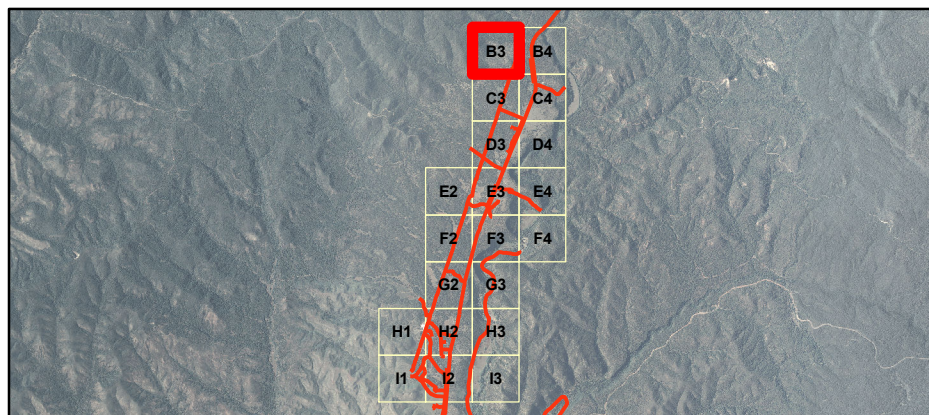 B3 B4
C3 C4
D3 D4
E2 E3 E4
F2 F3 F4
G2 G3
H1 H2 H3
I1 I2 I3